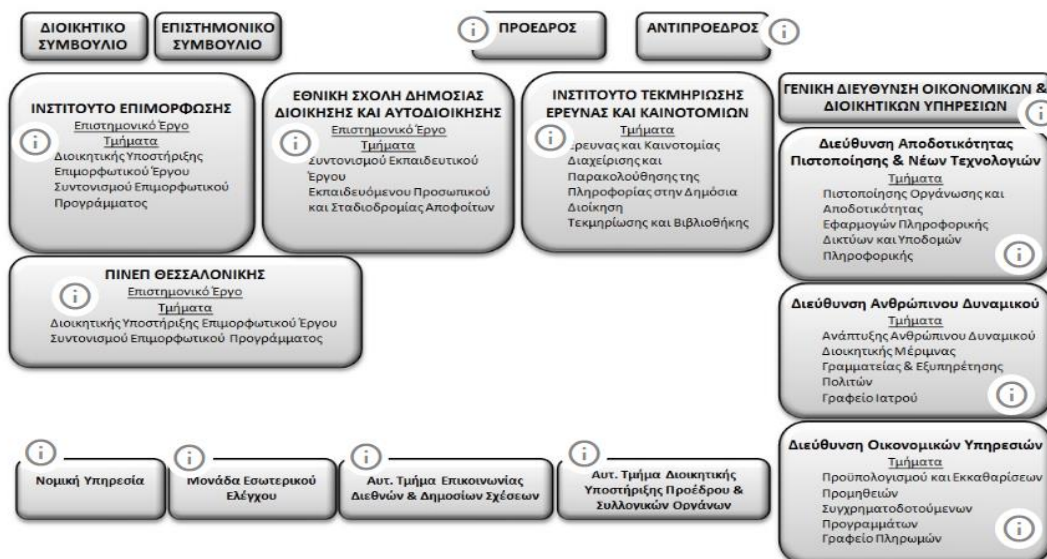 ΔΙΟΙΚΗΤΙΚΟ
ΣΥΜΒΟΥΛΙΟ
ΕΠΙΣΤΗΜΟΝΙΚΟ
ΣΥΜΒΟΥΛΙΟ
ΠΡΟΕΔΡΟΣ
ΑΝΤΙΠΡΟΕΔΡΟΣ
ΙΝΣΤΙΤΟΥΤΟ ΕΠΙΜΟΡΦΩΣΗΣ
Επιστημονικό Έργο
Τμήματα
Διοικητικής Υποστήριξης
Επιμορφωτικού Έργου
Συντονισμού Επιμορφωτικού
Προγράμματος
ΕΘΝΙΚΗ ΣΧΟΛΗ ΔΗΜΟΣΙΑΣ
ΔΙΟΙΚΗΣΗΣ ΚΑΙ ΑΥΤΟΔΙΟΙΚΗΣΗΣ
Επιστημονικό Έργο
Τμήματα
Συντονισμού Εκπαιδευτικού
Έργου
Εκπαιδευόμενου Προσωπικού
και Σταδιοδρομίας Αποφοίτων
ΙΝΣΤΙΤΟΥΤΟ ΤΕΚΜΗΡΙΩΣΗΣ
ΕΡΕΥΝΑΣ ΚΑΙ ΚΑΙΝΟΤΟΜΙΩΝ
Τμήματα
Έρευνας και Καινοτομίας
Διαχείρισης και
Παρακολούθησης της
Πληροφορίας στην Δημόσια
Διοίκηση
Τεκμηρίωσης και Βιβλιοθήκης
ΓΕΝΙΚΗ ΔΙΕΥΘΥΝΣΗ ΟΙΚΟΝΟΜΙΚΩΝ &
ΔΙΟΙΚΗΤΙΚΩΝ ΥΠΗΡΕΣΙΩΝ
Διεύθυνση Αποδοτικότητας
Πιστοποίησης & Νέων Τεχνολογιών
Τμήματα
Πιστοποίησης Οργάνωσης και
Αποδοτικότητας
Εφαρμογών Πληροφορικής
Δικτύων και Υποδομών
Πληροφορικής
ΠΙΝΕΠ ΘΕΣΣΑΛΟΝΙΚΗΣ
Επιστημονικό Έργο
Τμήματα
Διοικητικής Υποστήριξης Επιμορφωτικού Έργου
Συντονισμού Επιμορφωτικού Προγράμματος
Διεύθυνση Ανθρώπινου Δυναμικού
Τμήματα
Ανάπτυξης Ανθρώπινου Δυναμικού
Διοικητικής Μέριμνας
Γραμματείας & Εξυπηρέτησης
Πολιτών
Γραφείο Ιατρού
Νομική Υπηρεσία
Μονάδα Εσωτερικού
Ελέγχου
Αυτ. Τμήμα Επικοινωνίας
Διεθνών & Δημοσίων Σχέσεων
Αυτ. Τμήμα Διοικητικής
Υποστήριξης Προέδρου &
Συλλογικών Οργάνων
Διεύθυνση Οικονομικών Υπηρεσιών
Τμήματα
Προϋπολογισμού και Εκκαθαρίσεων
Προμηθειών
Συγχρηματοδοτούμενων
Προγραμμάτων
Γραφείο Πληρωμών